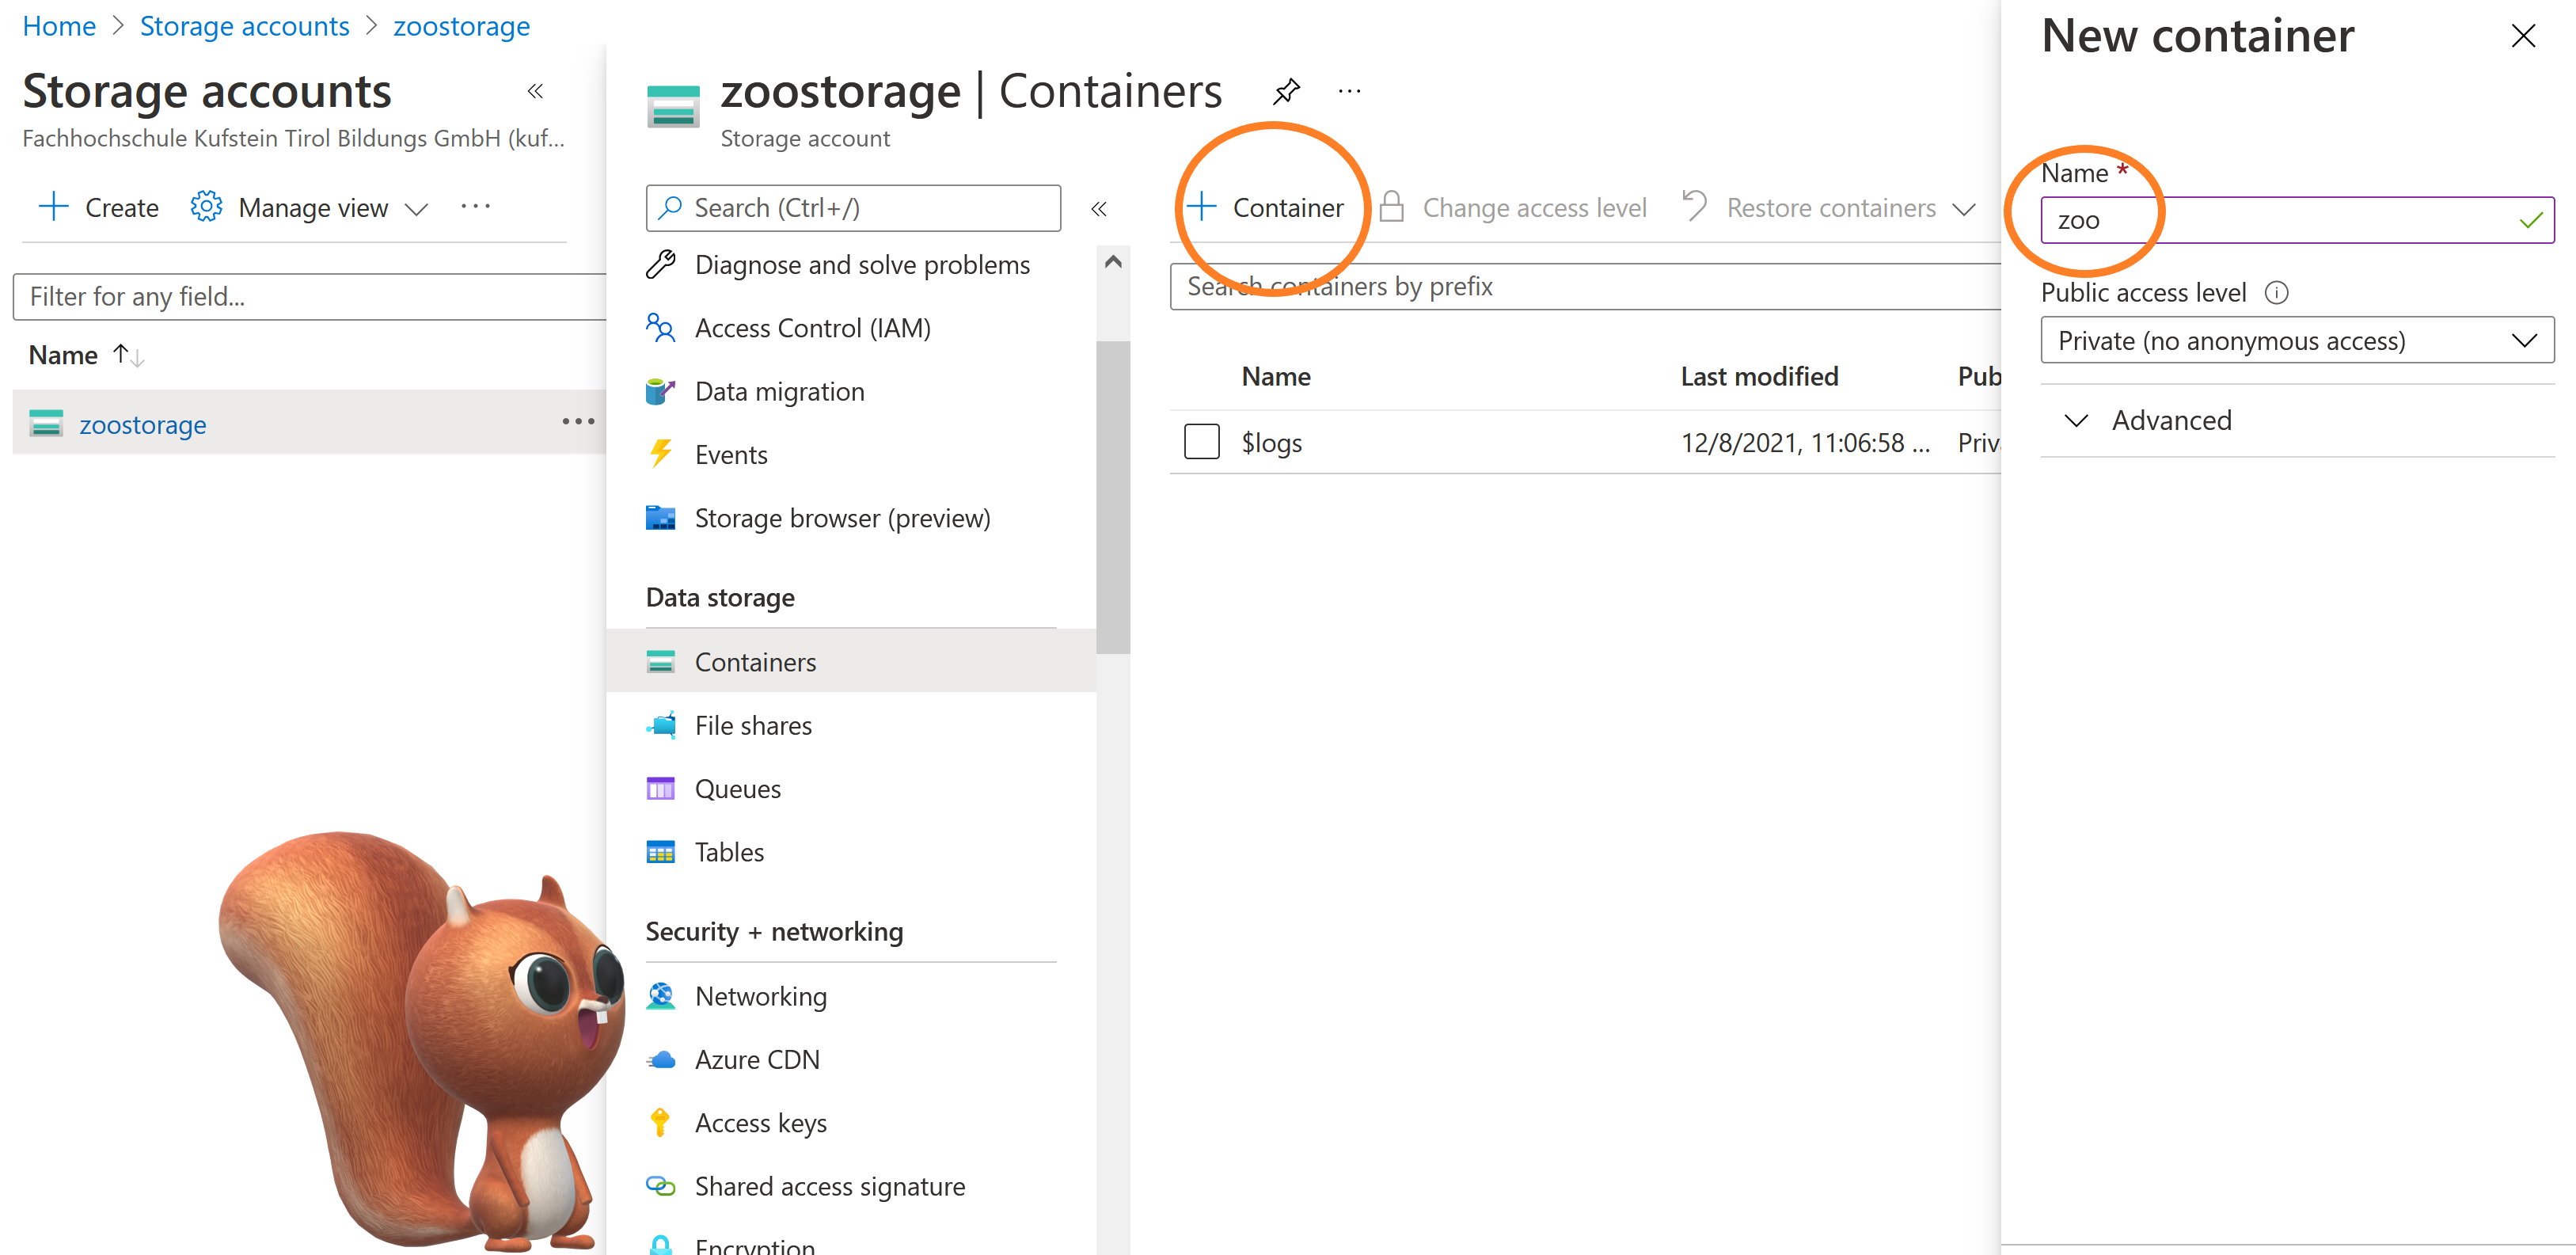 Home > Storage accounts > zoostorage
Storage accounts
Fachhochschule Kufstein Tirol Bildungs GmbH (kuf...
+ Create Manage view ...
Filter for any field...
Name
zoostorage ...
zoostorage | Containers ...
Storage account
Search (Ctrl+/)
Diagnose and solve problems
Access Control (IAM)
Data migration
Events
Storage browser (preview)
Data storage
Containers
File shares
Queues
Tables
Security + networking
Networking
Azure CDN
Access keys
Shared access signature
Encryption
+ Container Change access level Restore containers
Search containers by prefix
Name Last modified Pub
$logs 12/8/2021, 11:06:58 ... Priv
New container
Name *
zoo
Public access level
Private (no anonymous access)
Advanced